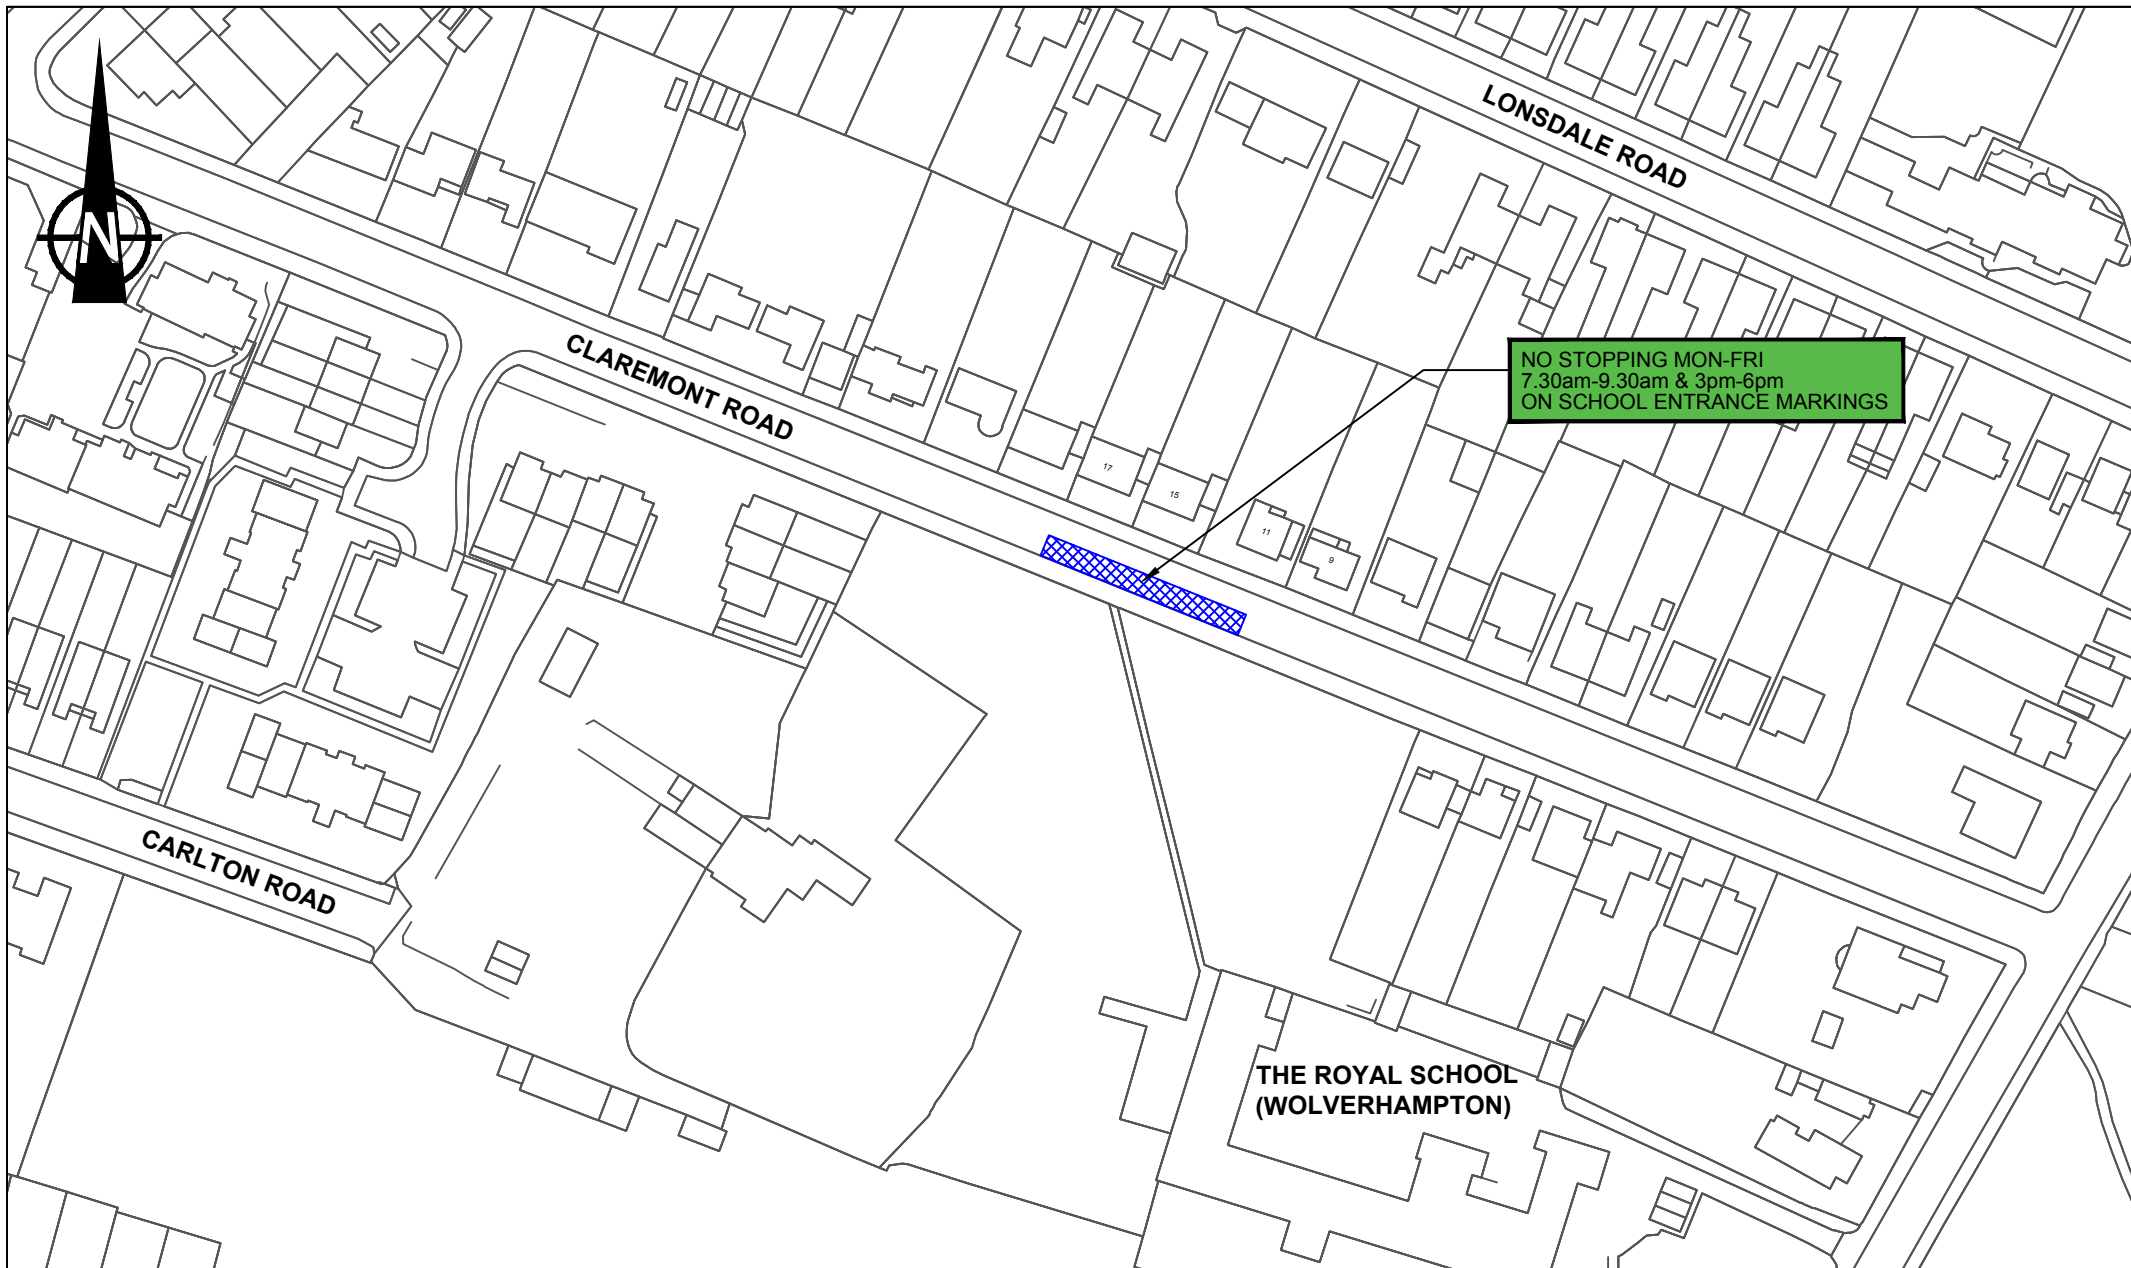 N
LONSDALE ROAD
CLAREMONT ROAD
NO STOPPING MON-FRI
7.30am-9.30am & 3pm-6pm
ON SCHOOL ENTRANCE MARKINGS
17
15
11
9
CARLTON ROAD
THE ROYAL SCHOOL
(WOLVERHAMPTON)